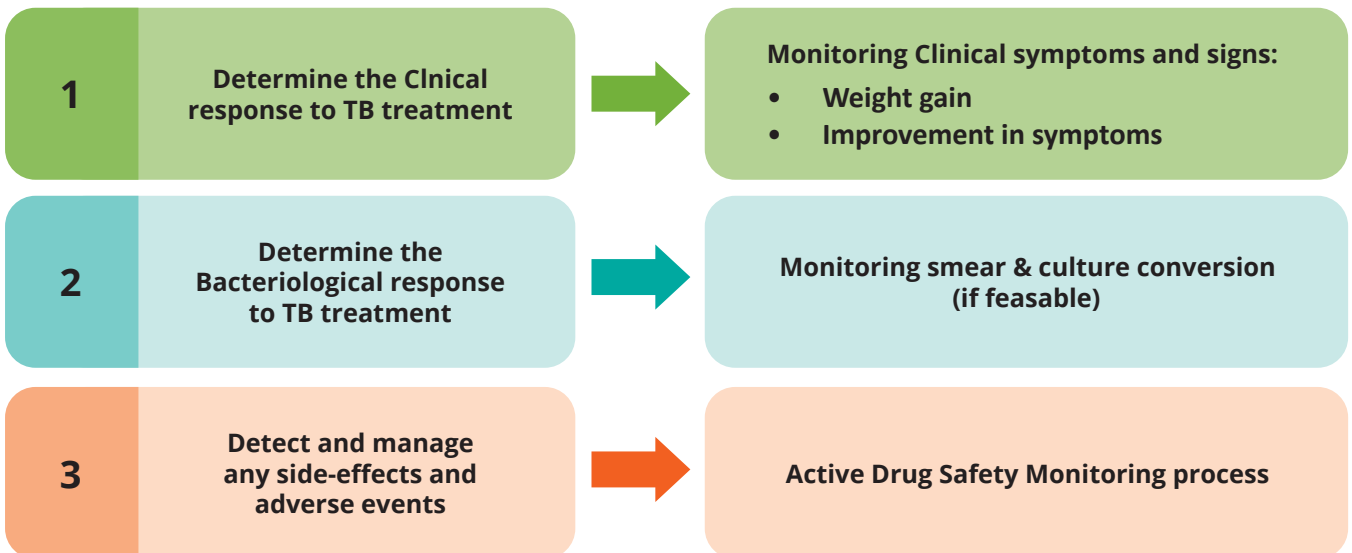 1
Determine the Clnical
response to TB treatment
Monitoring Clinical symptoms and signs:
• Weight gain
• Improvement in symptoms
2
Determine the
Bacteriological response
to TB treatment
Monitoring smear & culture conversion
(if feasable)
3
Detect and manage
any side-effects and
adverse events
Active Drug Safety Monitoring process